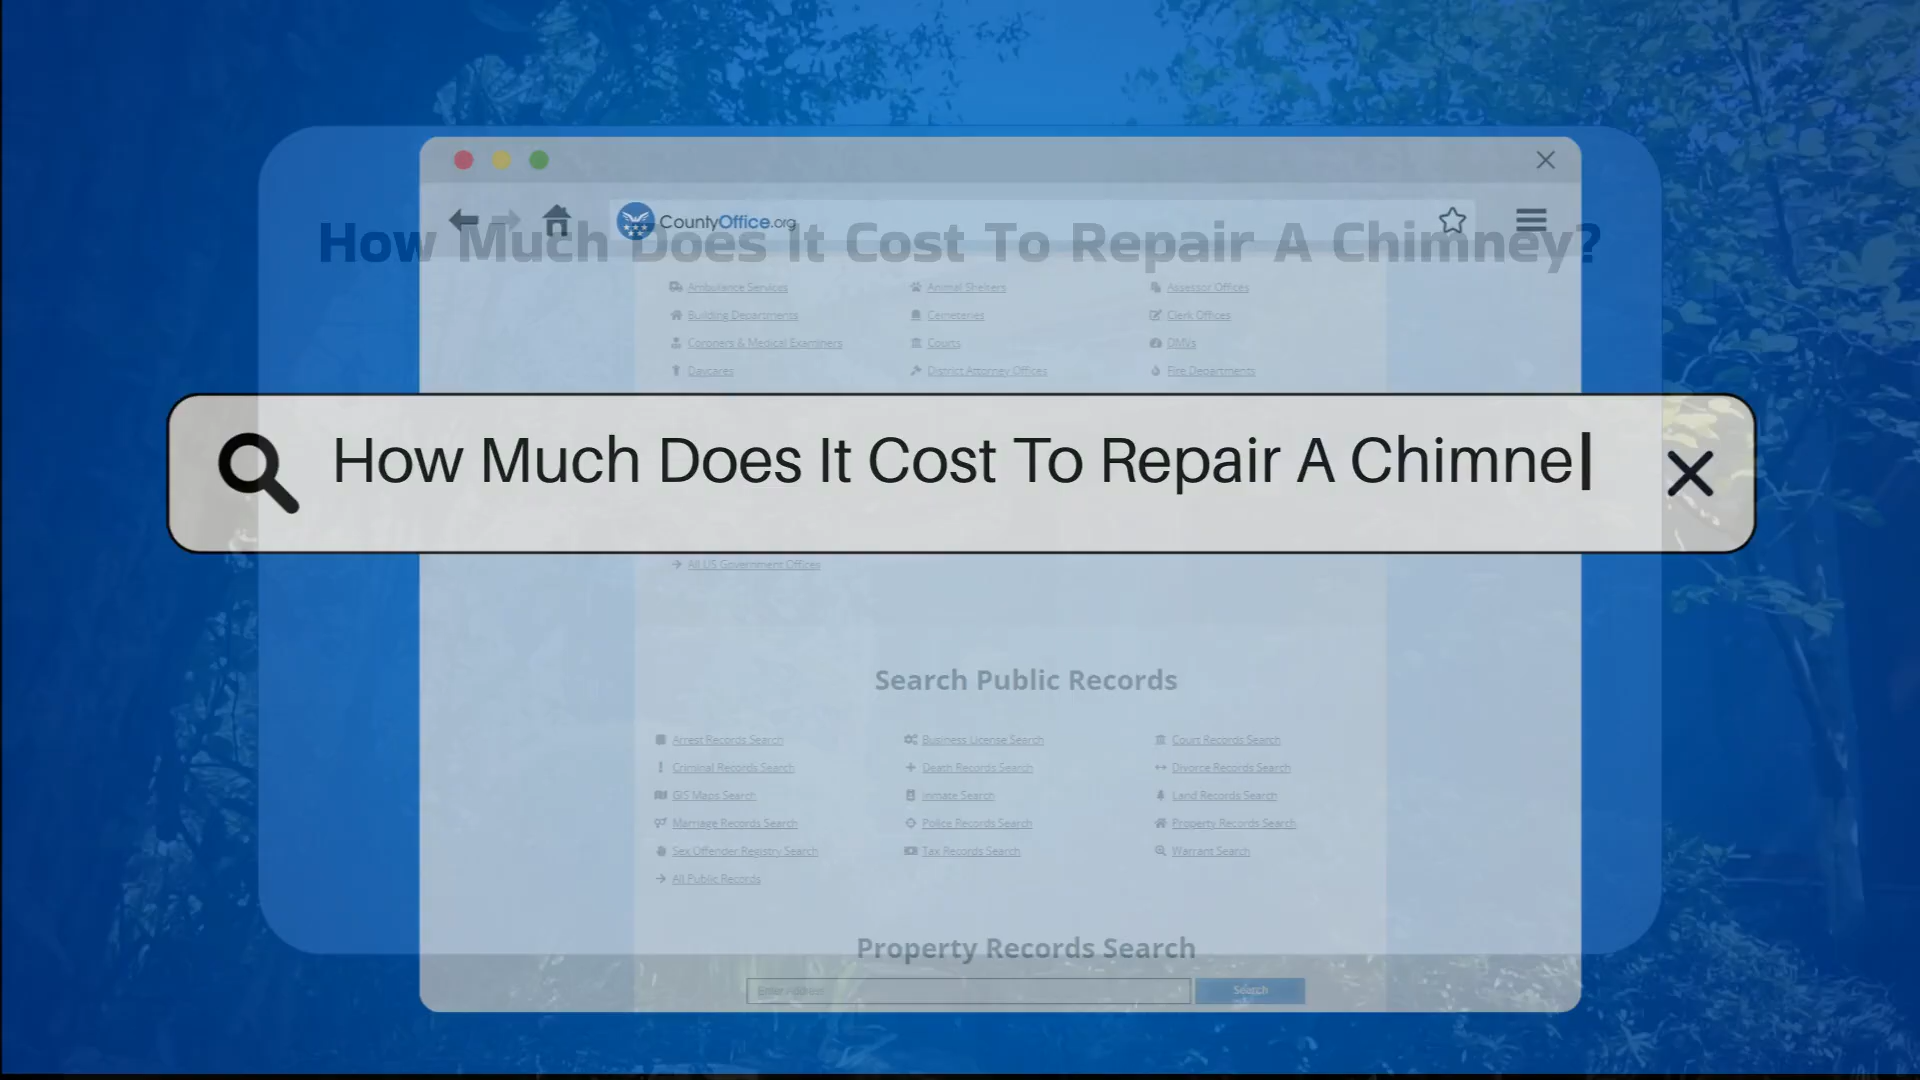 CountyOffice.org
How Much Does It Cost To Repair A Chimney?
Ambulance Services
Animal Shelters
Assessor Offices
Building Departments
Cemeteries
Clerk Offices
Coroners & Medical Examiners
Courts
DMVs
Daycares
District Attorney Offices
Fire Departments
How Much Does It Cost To Repair A Chimne
All US Government Offices
Search Public Records
Arrest Records Search
Business License Search
Court Records Search
Criminal Records Search
Death Records Search
Divorce Records Search
GIS Maps Search
Inmate Search
Land Records Search
Marriage Records Search
Police Records Search
Property Records Search
Sex Offender Registry Search
Tax Records Search
Warrant Search
All Public Records
Property Records Search
Enter Address
Search